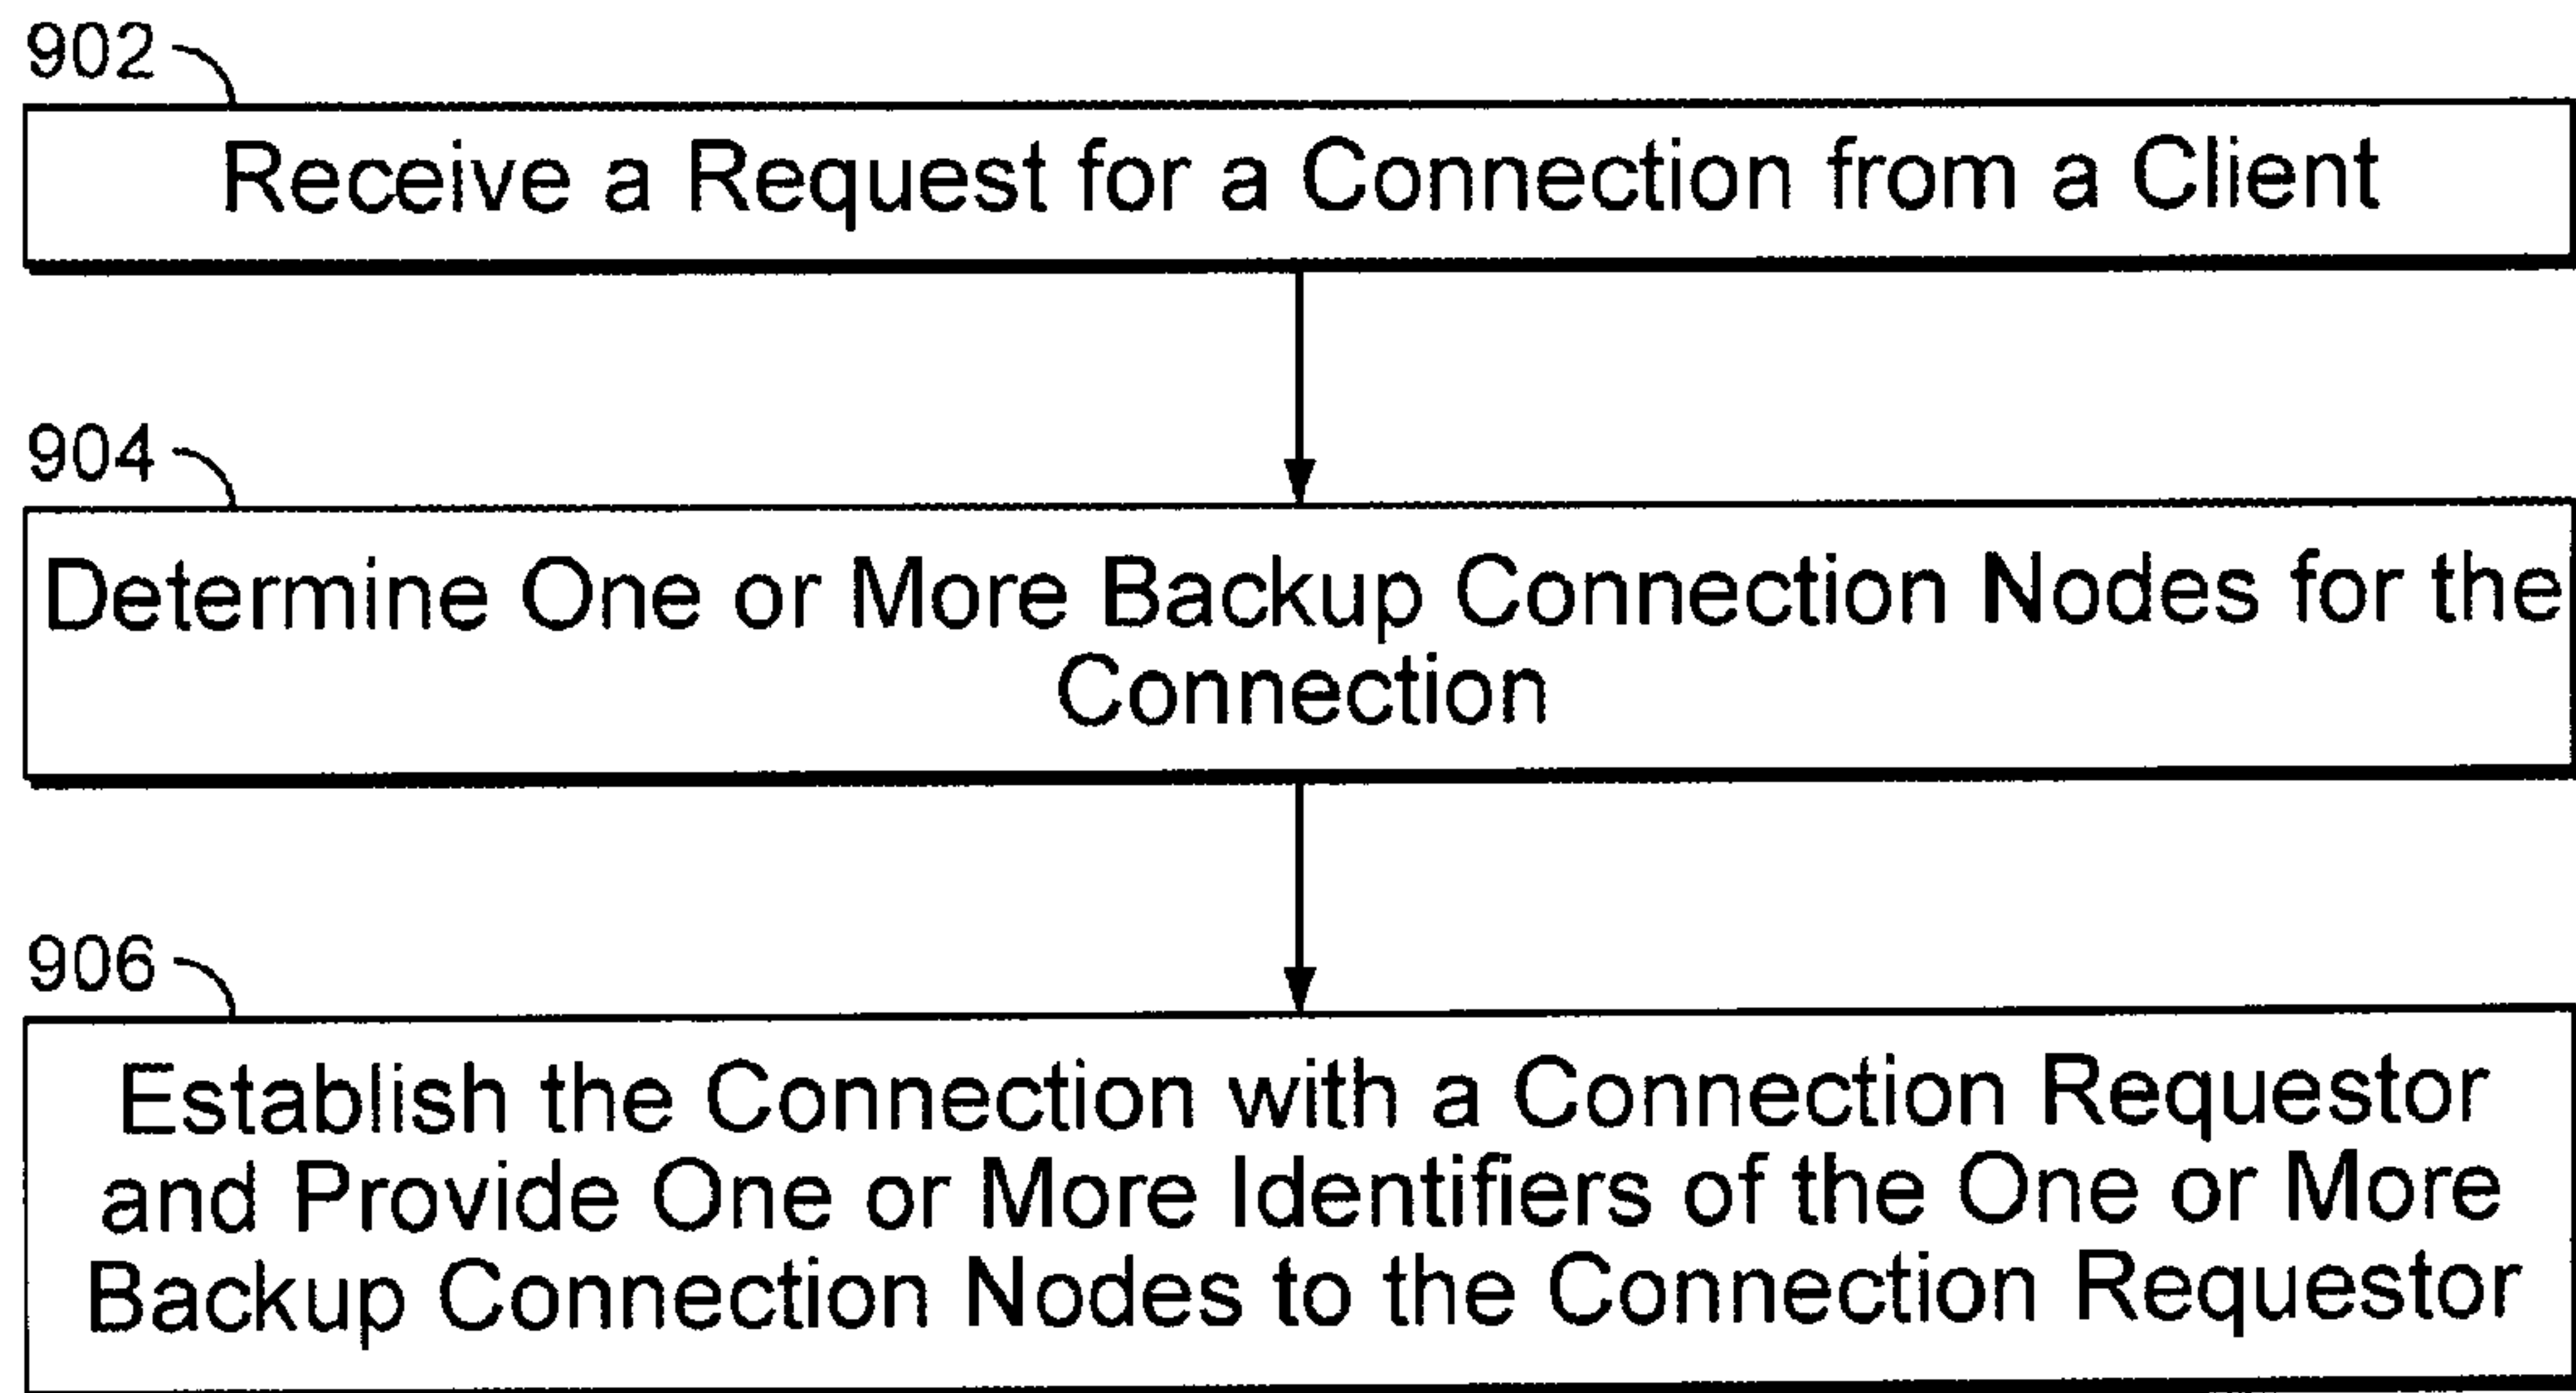 902
Receive a Request for a Connection from a Client
904
Determine One or More Backup Connection Nodes for the
Connection
906
Establish the Connection with a Connection Requestor
and Provide One or More Identifiers of the One or More
Backup Connection Nodes to the Connection Requestor